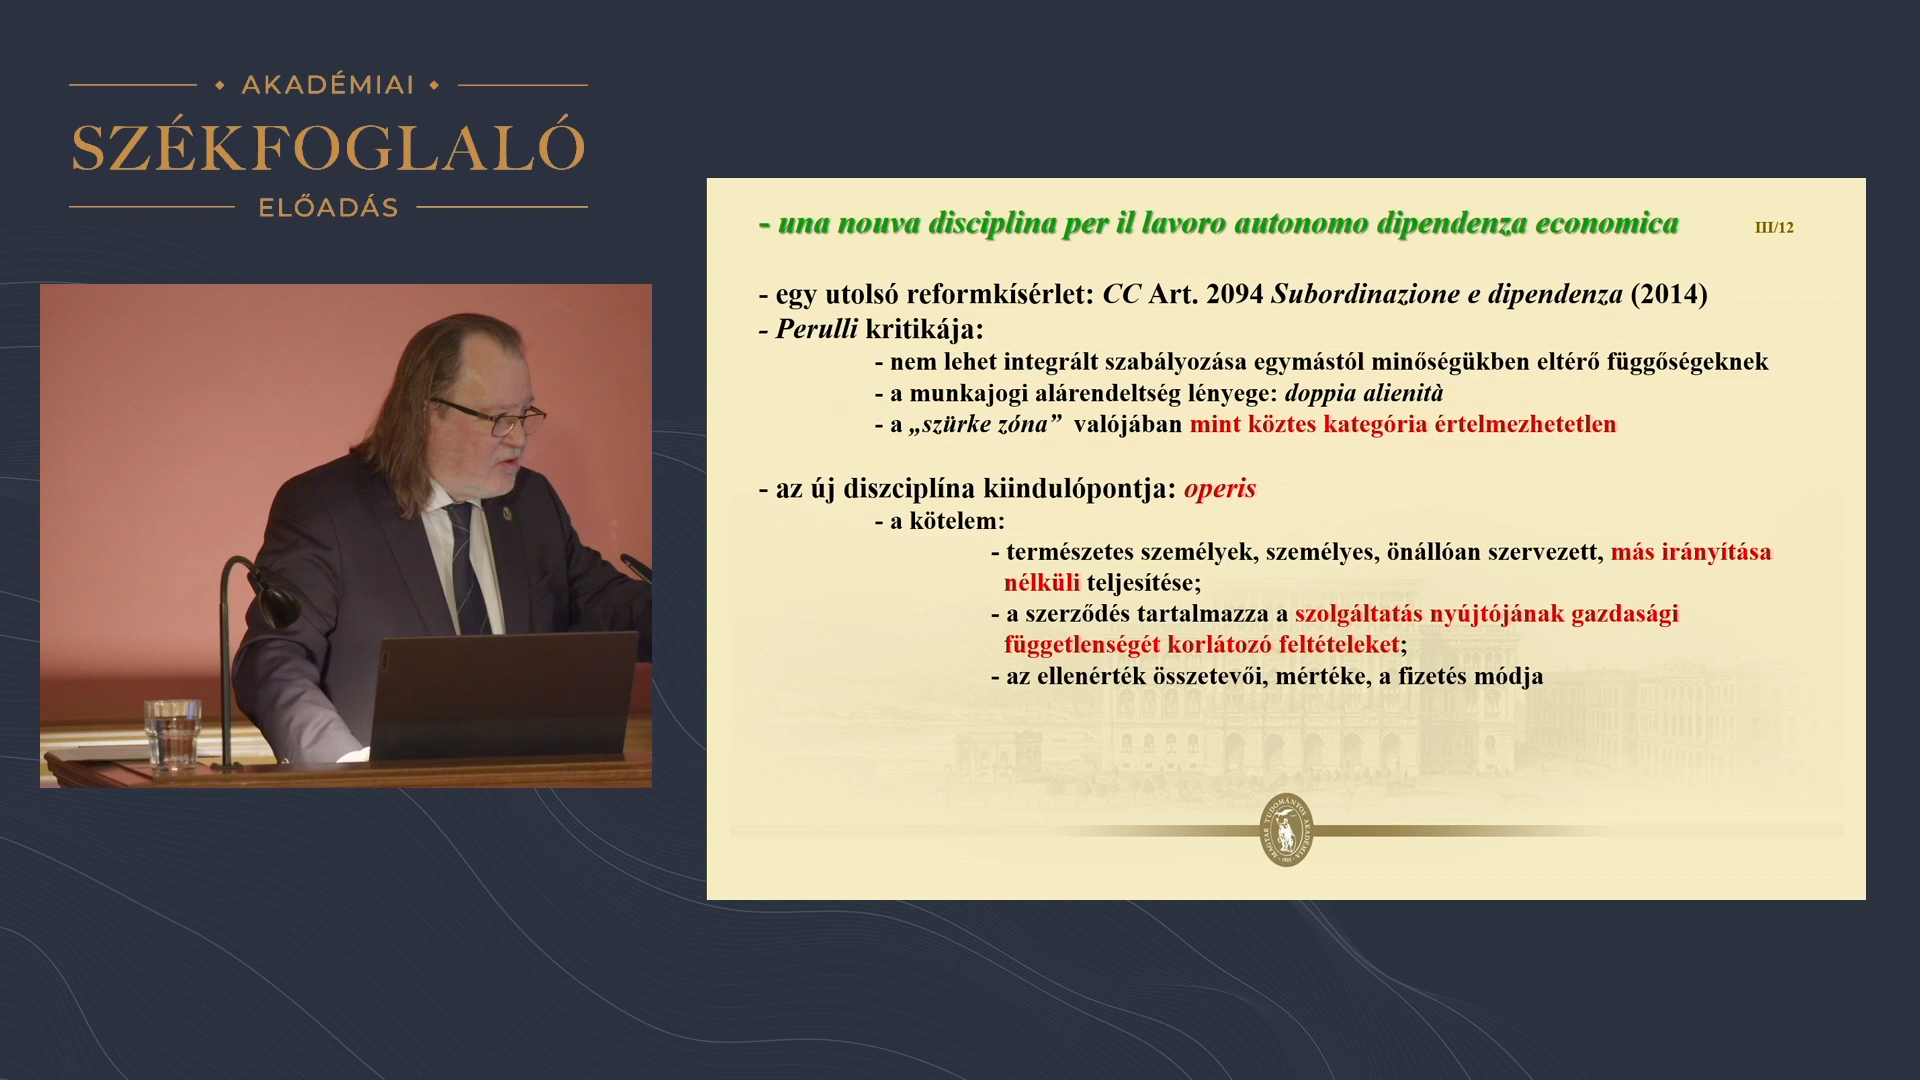 AKADÉMIAI
SZÉKFOGLALÓ
ELŐADÁS
- una nouva disciplina per il lavoro autonomo dipendenza economica
III/12
- egy utolsó reformkísérlet: CC Art. 2094 Subordinazione e dipendenza (2014)
- Perulli kritikája:
- nem lehet integrált szabályozása egymástól minőségükben eltérő függőségeknek
- a munkajogi alárendeltség lényege: doppia alienità
- a „szürke zóna” valójában mint köztes kategória értelmezhetetlen
- az új diszciplína kiindulópontja: operis
- a kötelem:
- természetes személyek, személyes, önállóan szervezett, más irányítása
nélküli teljesítése;
- a szerződés tartalmazza a szolgáltatás nyújtójának gazdasági
függetlenségét korlátozó feltételeket;
- az ellenérték összetevői, mértéke, a fizetés módja
MAGYAR TUDOMÁNYOS AKADÉMIA